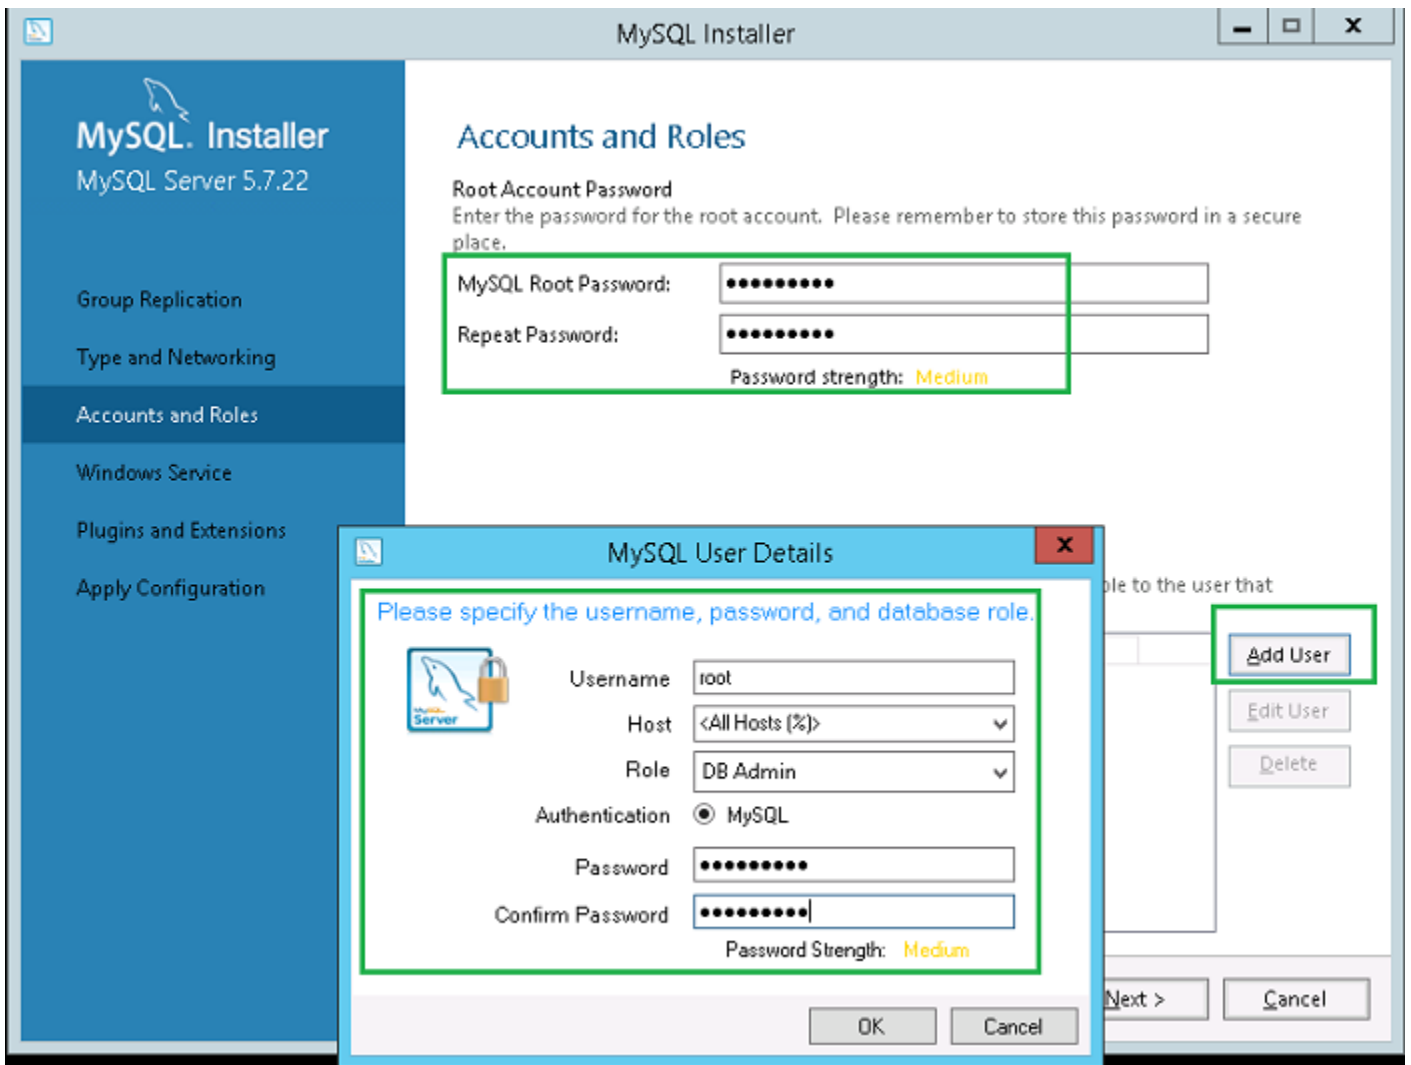 MySQL Installer
MySQL. Installer
MySQL Server 5.7.22
Group Replication
Type and Networking
Accounts and Roles
Windows Service
Plugins and Extensions
Apply Configuration
Accounts and Roles
Root Account Password
Enter the password for the root account. Please remember to store this password in a secure
place.
MySQL Root Password: ●●●●●●●●●
Repeat Password: ●●●●●●●●●
Password strength: Medium
to the user that
Add User
Edit User
Delete
Next >
Cancel
MySQL User Details
Please specify the username, password, and database role.
MySQL
Server
Username root
Host <All Hosts (%)>
Role DB Admin
Authentication MySQL
Password ●●●●●●●●●
Confirm Password ●●●●●●●●●
Password Strength: Medium
OK
Cancel